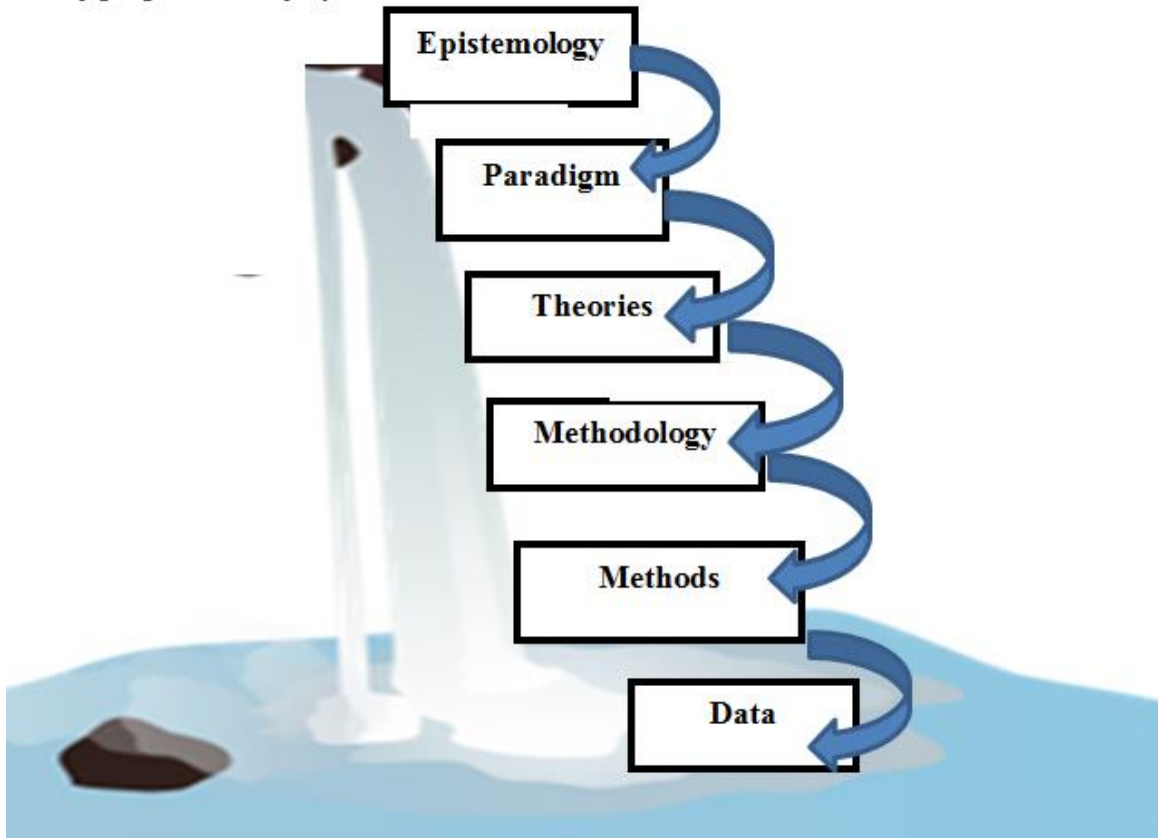 Epistemology
Paradigm
Theories
Methodology
Methods
Data